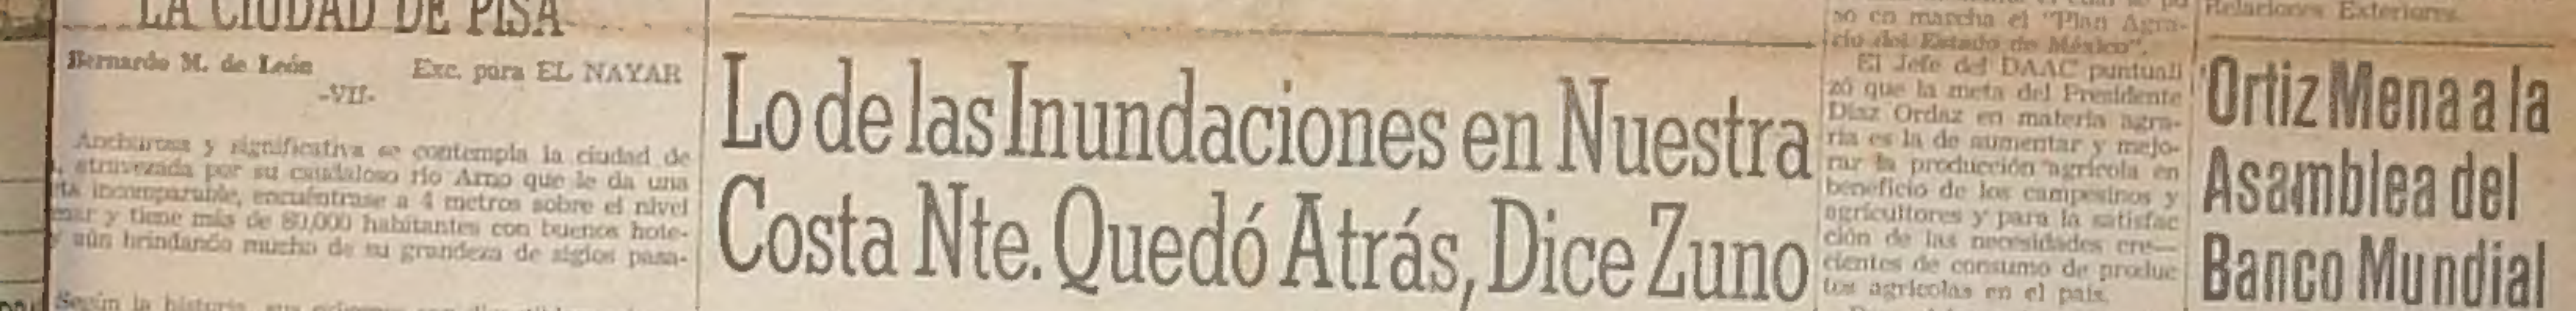 LA CIUDAD DE PISA
Bernardo M. de León Exc. para EL NAYAR
-VII-
Anchurosa y significativa se contempla la ciudad de
atravezada por su caudaloso río Arno que le da una
incomparable, encuéntrase a 4 metros sobre el nivel
mar y tiene más de 80,000 habitantes con buenos hote-
y aún brindando mucho de su grandeza de siglos pasa-
Según la historia, sus
Lo de las Inundaciones en Nuestra
Costa Nte. Quedó Atrás, Dice Zuno
so en marcha el "Plan Agra-
rio del Estado de México".
El Jefe del DAAC puntuali
zó que la meta del Presidente
Díaz Ordaz en materia agra-
ria es la de aumentar y mejo-
rar la producción agrícola en
beneficio de los campesinos y
agricultores y para la satisfac
ción de las necesidades cre—
cientes de consumo de produc
tos agrícolas en el país.
Relaciones Exteriores.
Ortiz Mena a la
Asamblea del
Banco Mundial